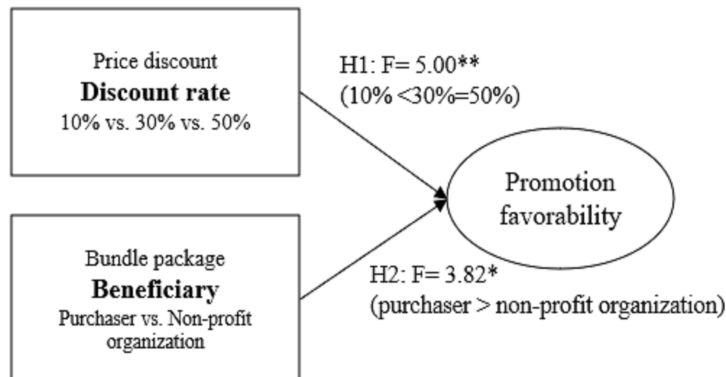 Price discount
Discount rate
10% vs. 30% vs. 50%
H1: F= 5.00**
(10% <30%=50%)
Promotion
favorability
Bundle package
Beneficiary
Purchaser vs. Non-profit
organization
H2: F= 3.82*
(purchaser > non-profit organization)